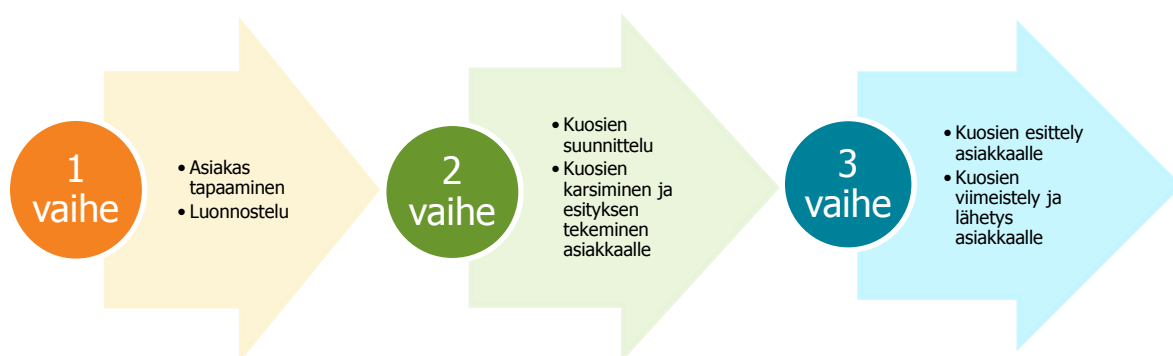 1
vaihe
• Asiakas
tapaaminen
• Luonnostelu
2
vaihe
• Kuosien
suunnittelu
• Kuosien
karsiminen ja
esityksen
tekeminen
asiakkaalle
3
vaihe
• Kuosien esittely
asiakkaalle
• Kuosien
viimeistely ja
lähetys
asiakkaalle